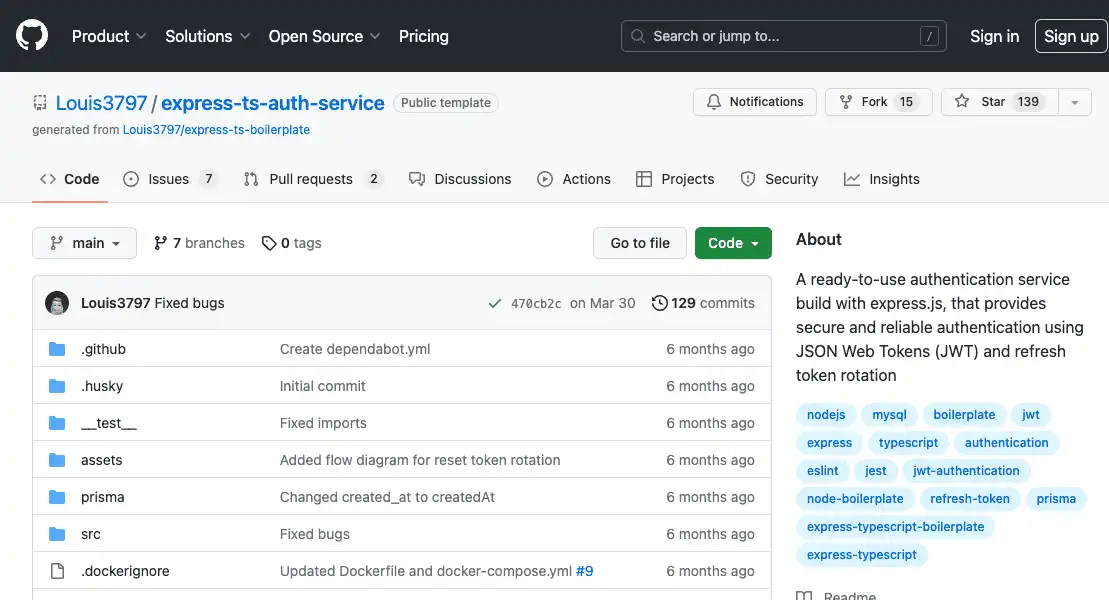 Product Solutions Open Source Pricing Search or jump to... / Sign in Sign up
Louis3797 / express-ts-auth-service Public template Notifications Fork 15 Star 139
generated from Louis3797/express-ts-boilerplate
Code Issues 7 Pull requests 2 Discussions Actions Projects Security Insights
main 7 branches 0 tags Go to file Code
Louis3797 Fixed bugs 470cb2c on Mar 30 129 commits
.github Create dependabot.yml 6 months ago
.husky Initial commit 6 months ago
__test__ Fixed imports 6 months ago
assets Added flow diagram for reset token rotation 6 months ago
prisma Changed created_at to createdAt 6 months ago
src Fixed bugs 6 months ago
.dockerignore Updated Dockerfile and docker-compose.yml #9 6 months ago
About
A ready-to-use authentication service
build with express.js, that provides
secure and reliable authentication using
JSON Web Tokens (JWT) and refresh
token rotation
nodejs mysql boilerplate jwt
express typescript authentication
eslint jest jwt-authentication
node-boilerplate refresh-token prisma
express-typescript-boilerplate
express-typescript
Readme